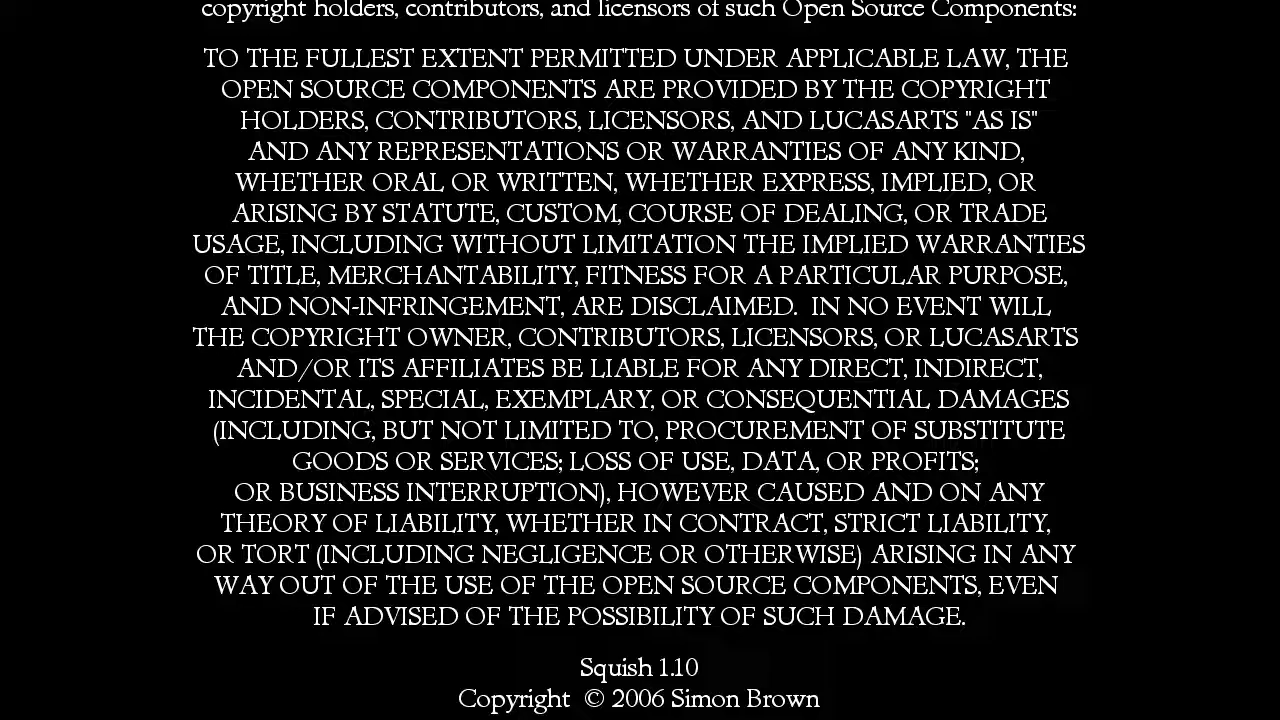 copyright holders, contributors, and licensors of such Open Source Components:
TO THE FULLEST EXTENT PERMITTED UNDER APPLICABLE LAW, THE
OPEN SOURCE COMPONENTS ARE PROVIDED BY THE COPYRIGHT
HOLDERS, CONTRIBUTORS, LICENSORS, AND LUCASARTS "AS IS"
AND ANY REPRESENTATIONS OR WARRANTIES OF ANY KIND,
WHETHER ORAL OR WRITTEN, WHETHER EXPRESS, IMPLIED, OR
ARISING BY STATUTE, CUSTOM, COURSE OF DEALING, OR TRADE
USAGE, INCLUDING WITHOUT LIMITATION THE IMPLIED WARRANTIES
OF TITLE, MERCHANTABILITY, FITNESS FOR A PARTICULAR PURPOSE,
AND NON-INFRINGEMENT, ARE DISCLAIMED.  IN NO EVENT WILL
THE COPYRIGHT OWNER, CONTRIBUTORS, LICENSORS, OR LUCASARTS
AND/OR ITS AFFILIATES BE LIABLE FOR ANY DIRECT, INDIRECT,
INCIDENTAL, SPECIAL, EXEMPLARY, OR CONSEQUENTIAL DAMAGES
(INCLUDING, BUT NOT LIMITED TO, PROCUREMENT OF SUBSTITUTE
GOODS OR SERVICES; LOSS OF USE, DATA, OR PROFITS;
OR BUSINESS INTERRUPTION), HOWEVER CAUSED AND ON ANY
THEORY OF LIABILITY, WHETHER IN CONTRACT, STRICT LIABILITY,
OR TORT (INCLUDING NEGLIGENCE OR OTHERWISE) ARISING IN ANY
WAY OUT OF THE USE OF THE OPEN SOURCE COMPONENTS, EVEN
IF ADVISED OF THE POSSIBILITY OF SUCH DAMAGE.
Squish 1.10
Copyright  © 2006 Simon Brown